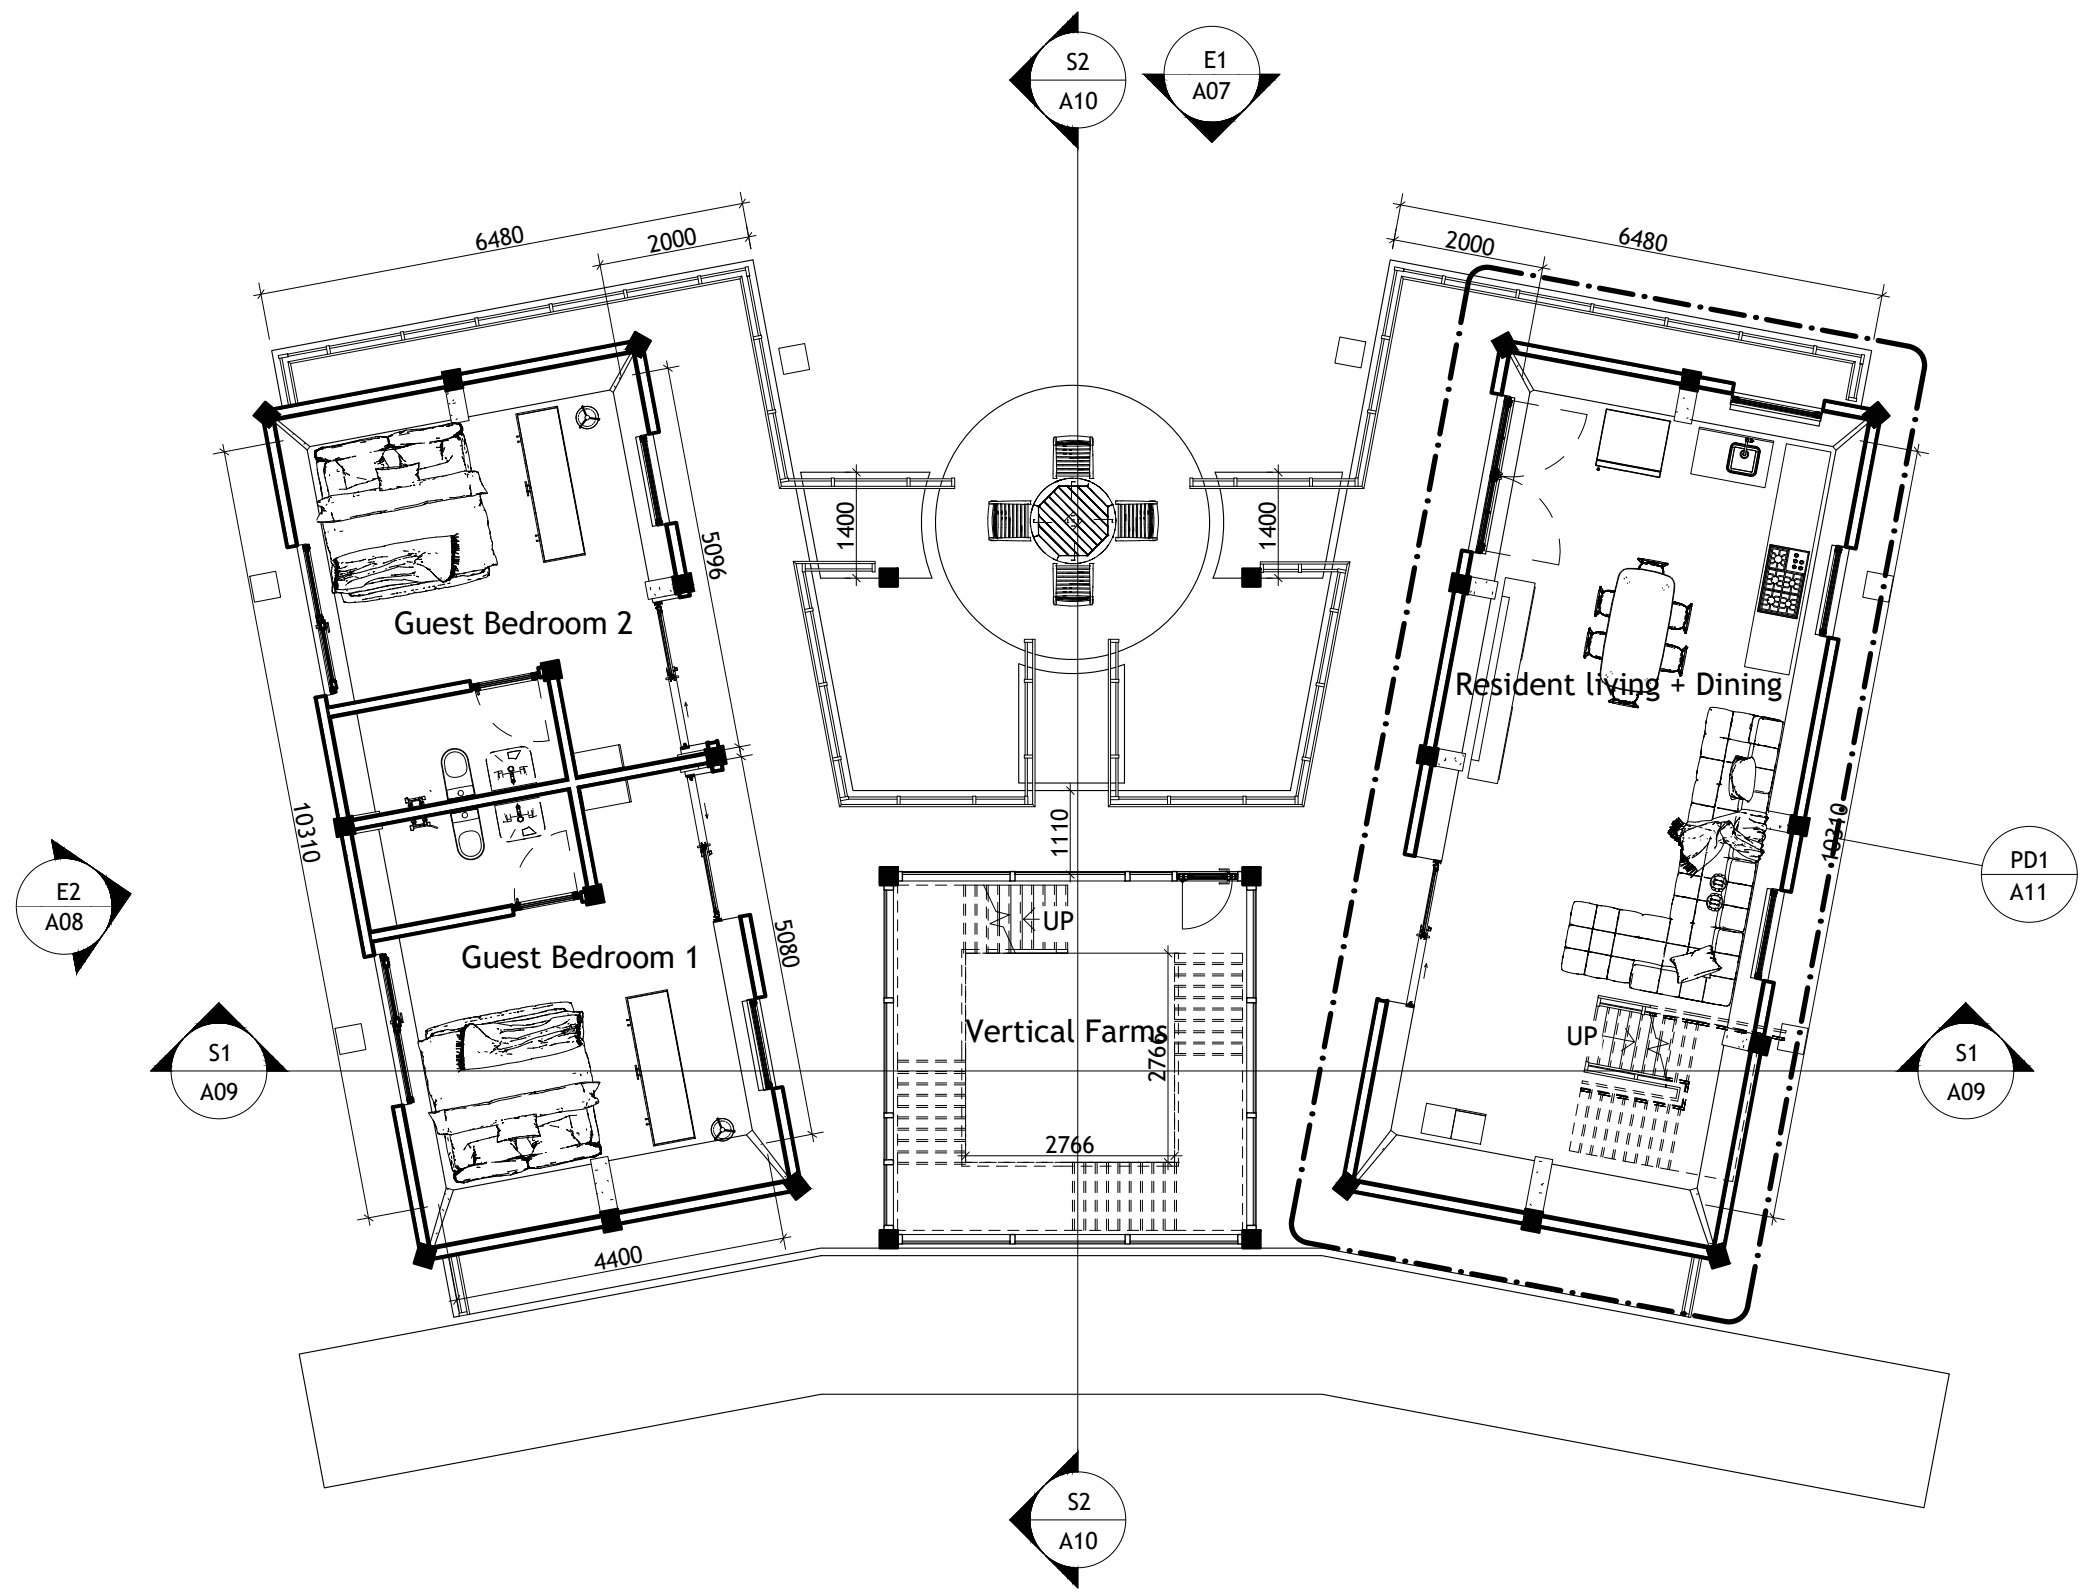 S2
A10
E1
A07
6480
2000
2000
6480
1400
1400
5096
Guest Bedroom 2
Resident living + Dining
10310
1110
10310
PD1
A11
E2
A08
UP
5080
Guest Bedroom 1
Vertical Farms
2766
UP
S1
A09
S1
A09
2766
4400
S2
A10